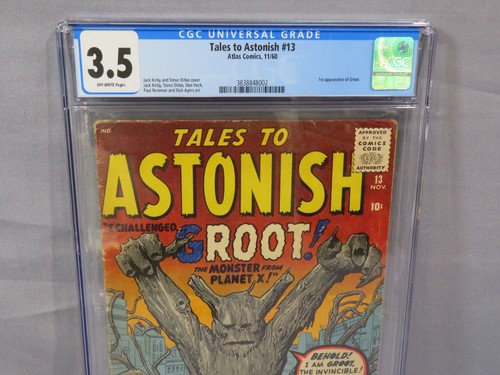 CGC UNIVERSAL GRADE
3.5
OFF-WHITE Pages
Tales to Astonish #13
Atlas Comics, 11/60
Jack Kirby and Steve Ditko cover
Jack Kirby, Steve Ditko, Don Heck,
Paul Reinman and Dick Ayers art
3838848002
1st appearance of Groot.
CGC
IND
TALES TO
ASTONISH
APPROVED
BY THE
COMICS
CODE
AUTHORITY
13
NOV.
10¢
I CHALLENGED
GROOT!
THE MONSTER FROM
PLANET X!"
BEHOLD!
I AM GROOT,
THE INVINCIBLE!